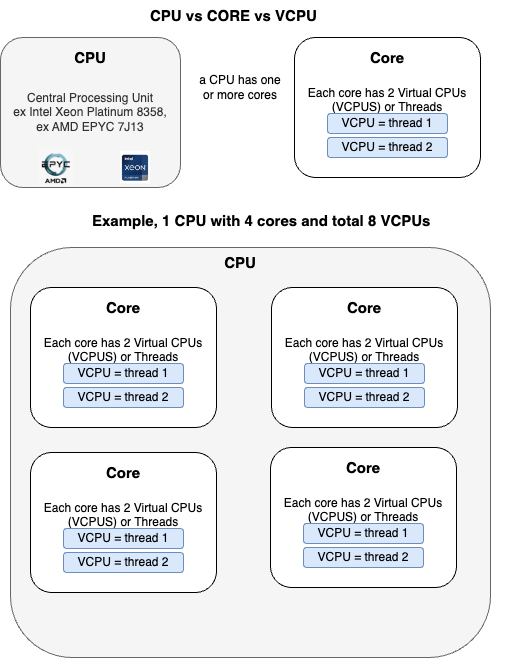 CPU vs CORE vs VCPU
CPU
Central Processing Unit
ex Intel Xeon Platinum 8358,
ex AMD EPYC 7J13
EPYC
AMD
intel
XEON
PLATINUM
a CPU has one
or more cores
Core
Each core has 2 Virtual CPUs
(VCPUS) or Threads
VCPU = thread 1
VCPU = thread 2
Example, 1 CPU with 4 cores and total 8 VCPUs
CPU
Core
Each core has 2 Virtual CPUs
(VCPUS) or Threads
VCPU = thread 1
VCPU = thread 2
Core
Each core has 2 Virtual CPUs
(VCPUS) or Threads
VCPU = thread 1
VCPU = thread 2
Core
Each core has 2 Virtual CPUs
(VCPUS) or Threads
VCPU = thread 1
VCPU = thread 2
Core
Each core has 2 Virtual CPUs
(VCPUS) or Threads
VCPU = thread 1
VCPU = thread 2